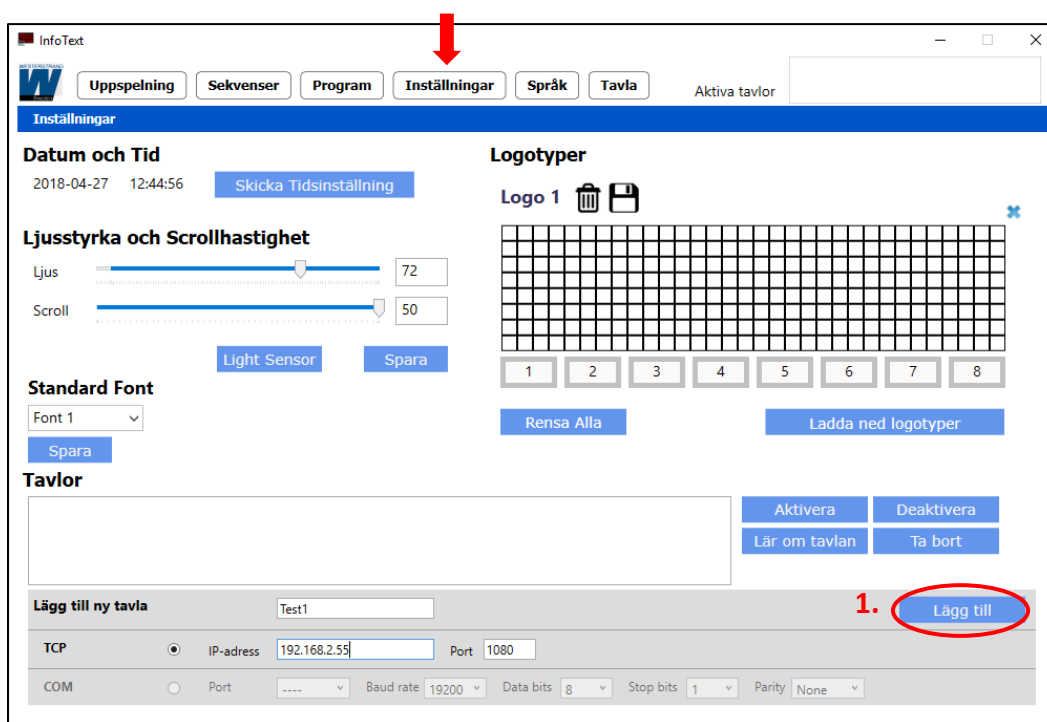 InfoText
WESTERSTRAND
W
Uppspelning Sekvenser Program Inställningar Språk Tavla Aktiva tavlor
Inställningar
Datum och Tid
2018-04-27 12:44:56 Skicka Tidsinställning
Ljusstyrka och Scrollhastighet
Ljus 72
Scroll 50
Light Sensor Spara
Standard Font
Font 1
Spara
Logotyper
Logo 1
1 2 3 4 5 6 7 8
Rensa Alla Ladda ned logotyper
Tavlor
Aktivera Deaktivera
Lär om tavlan Ta bort
Lägg till ny tavla Test1 1. Lägg till
TCP IP-adress 192.168.2.55 Port 1080
COM Port ---- Baud rate 19200 Data bits 8 Stop bits 1 Parity None